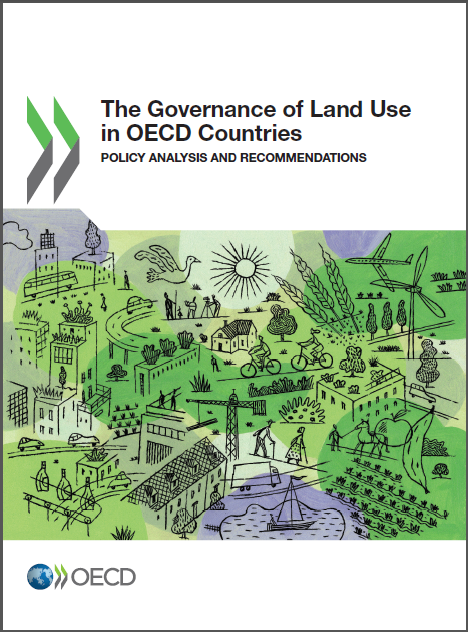 The Governance of Land Use
in OECD Countries
POLICY ANALYSIS AND RECOMMENDATIONS
OECD